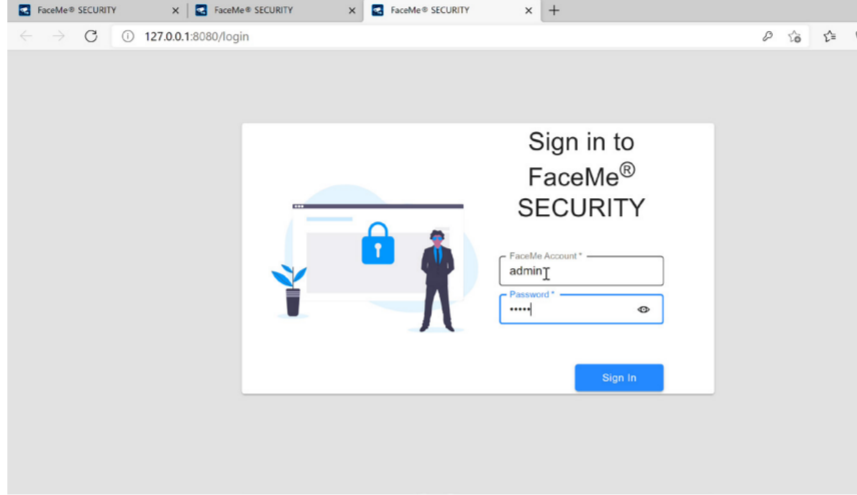 FaceMe® SECURITY
FaceMe® SECURITY
FaceMe® SECURITY
127.0.0.1:8080/login
Sign in to
FaceMe®
SECURITY
FaceMe Account *
admin
Password *
•••••
Sign In